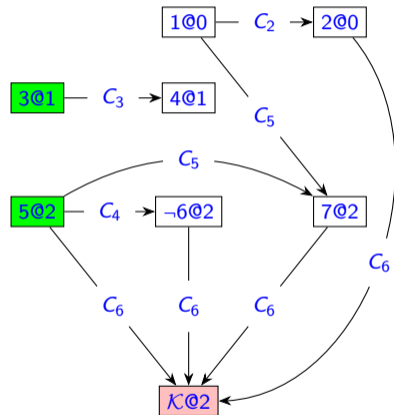 1@0 C₂ 2@0
3@1 C₃ 4@1
C₅
C₅
5@2 C₄ ¬6@2 7@2
C₆
C₆ C₆ C₆
𝒦@2